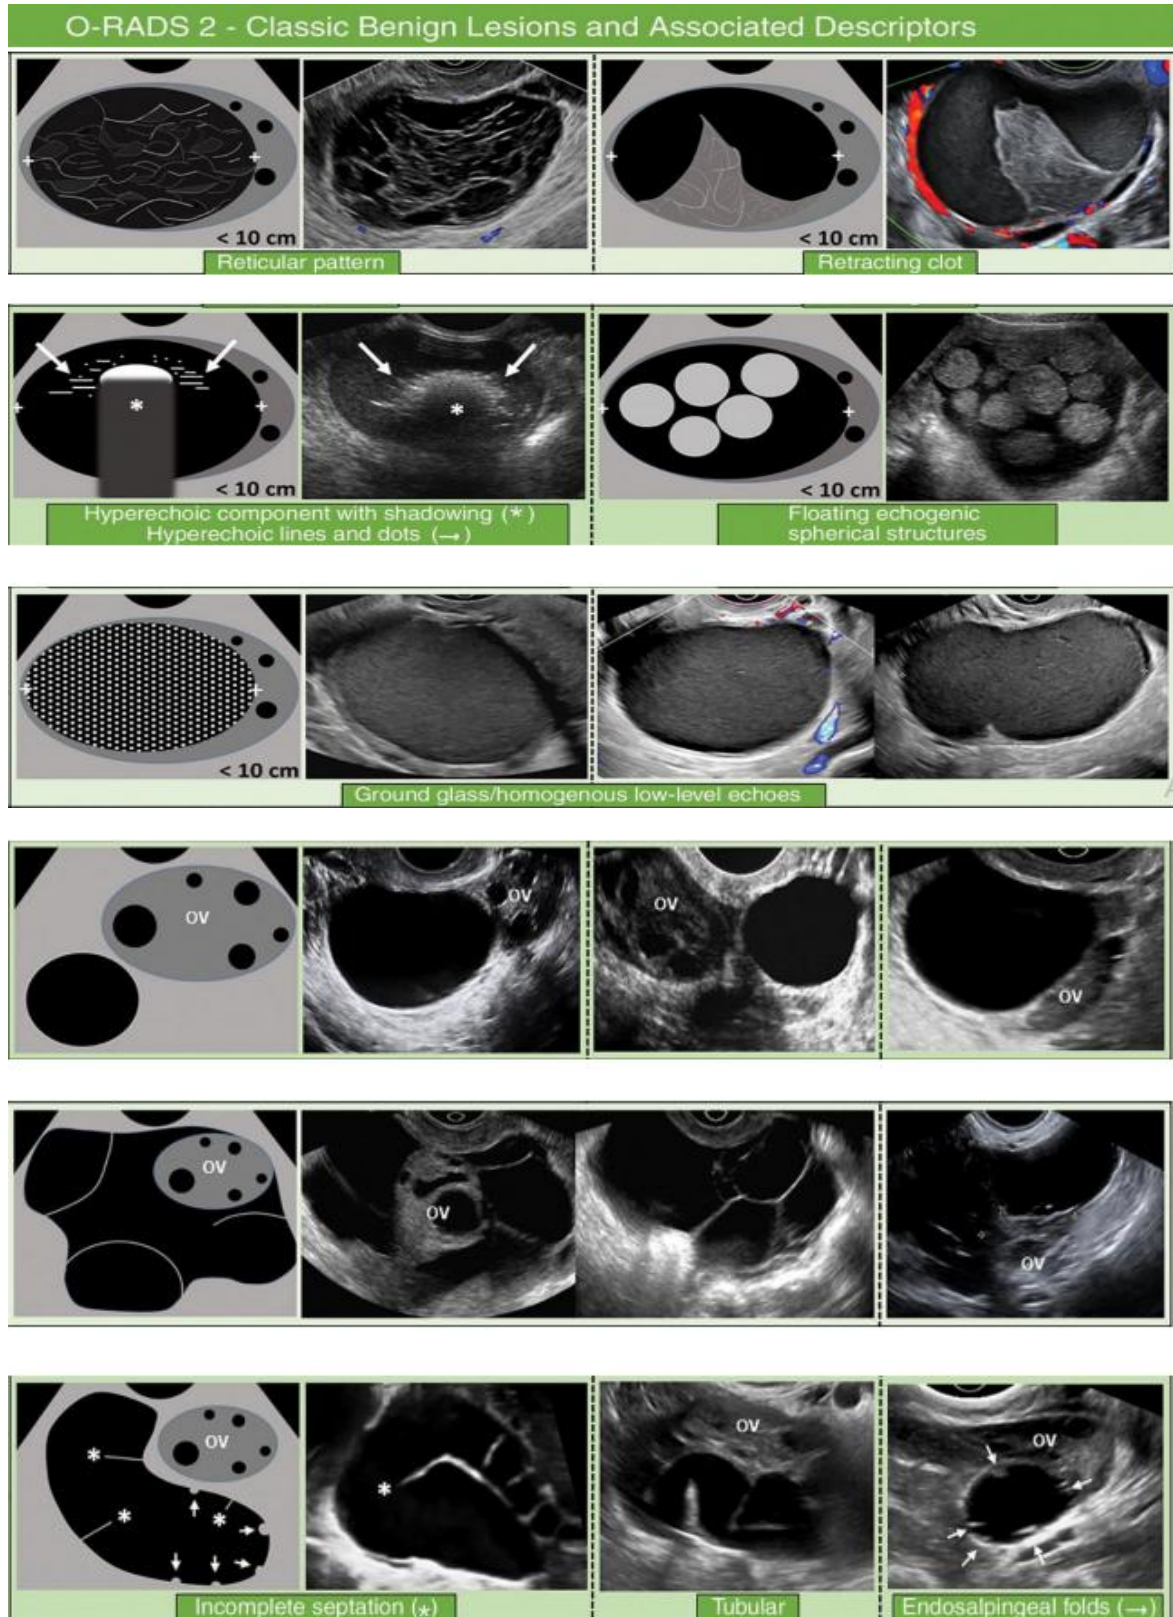 O-RADS 2 - Classic Benign Lesions and Associated Descriptors
< 10 cm
< 10 cm
Reticular pattern
Retracting clot
*
*
< 10 cm
< 10 cm
Hyperechoic component with shadowing (*)
Hyperechoic lines and dots (→)
Floating echogenic
spherical structures
< 10 cm
Ground glass/homogenous low-level echoes
OV
OV
OV
OV
OV
OV
OV
OV
OV
OV
*
*
*
*
Incomplete septation (*)
Tubular
Endosalpingeal folds (→)